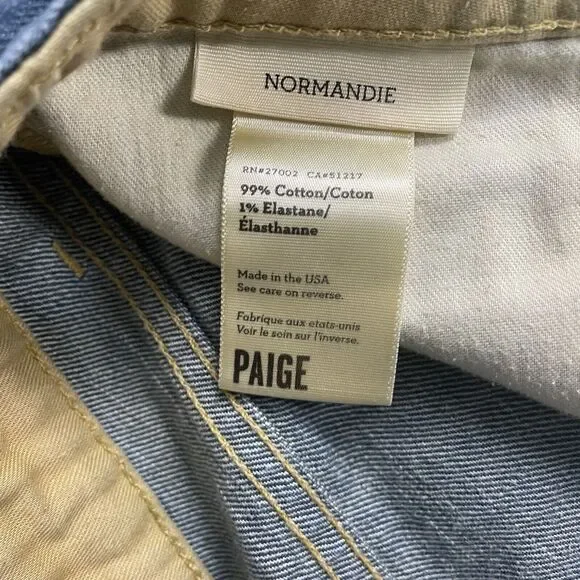 NORMANDIE
RN#27002 CA#51217
99% Cotton/Coton
1% Elastane/
Élasthanne
Made in the USA
See care on reverse.
Fabrique aux etats-unis
Voir le soin sur l'inverse.
PAIGE